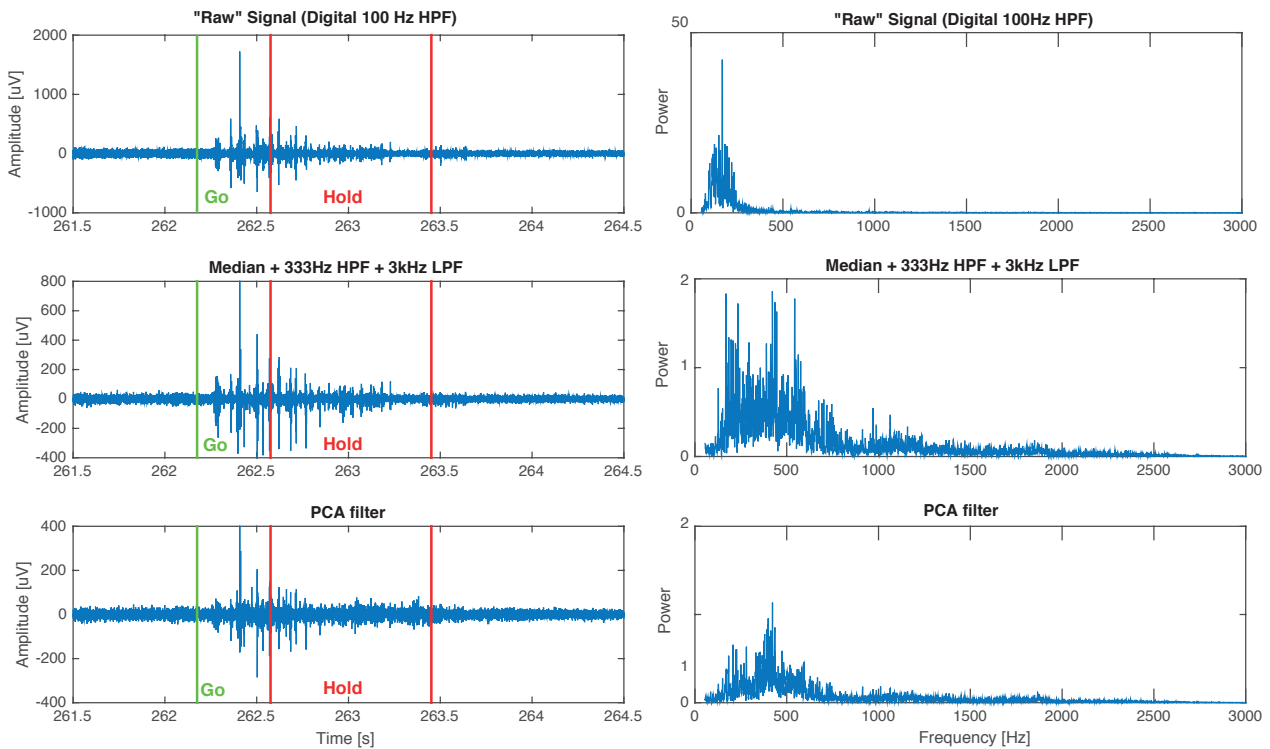 "Raw" Signal (Digital 100 Hz HPF)
2000
1000
0
-1000
Amplitude [uV]
Go
Hold
261.5 262 262.5 263 263.5 264 264.5
"Raw" Signal (Digital 100Hz HPF)
50
0
Power
0 500 1000 1500 2000 2500 3000
Median + 333Hz HPF + 3kHz LPF
800
600
400
200
0
-200
-400
Amplitude [uV]
Go
Hold
261.5 262 262.5 263 263.5 264 264.5
Median + 333Hz HPF + 3kHz LPF
2
1
0
Power
0 500 1000 1500 2000 2500 3000
PCA filter
400
200
0
-200
-400
Amplitude [uV]
Go
Hold
261.5 262 262.5 263 263.5 264 264.5
Time [s]
PCA filter
2
1
0
Power
0 500 1000 1500 2000 2500 3000
Frequency [Hz]